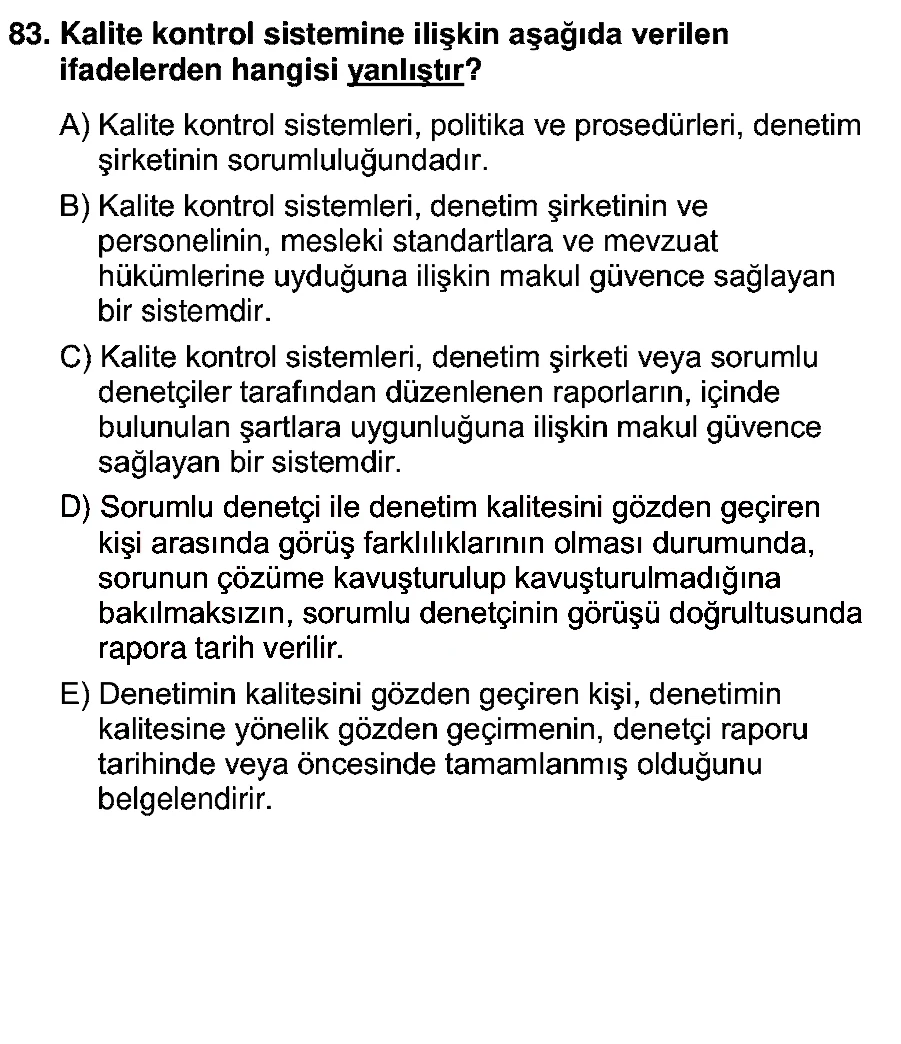 83. Kalite kontrol sistemine ilişkin aşağıda verilen
ifadelerden hangisi yanlıştır?
A) Kalite kontrol sistemleri, politika ve prosedürleri, denetim
şirketinin sorumluluğundadır.
B) Kalite kontrol sistemleri, denetim şirketinin ve
personelinin, mesleki standartlara ve mevzuat
hükümlerine uyduğuna ilişkin makul güvence sağlayan
bir sistemdir.
C) Kalite kontrol sistemleri, denetim şirketi veya sorumlu
denetçiler tarafından düzenlenen raporların, içinde
bulunulan şartlara uygunluğuna ilişkin makul güvence
sağlayan bir sistemdir.
D) Sorumlu denetçi ile denetim kalitesini gözden geçiren
kişi arasında görüş farklılıklarının olması durumunda,
sorunun çözüme kavuşturulup kavuşturulmadığına
bakılmaksızın, sorumlu denetçinin görüşü doğrultusunda
rapora tarih verilir.
E) Denetimin kalitesini gözden geçiren kişi, denetimin
kalitesine yönelik gözden geçirmenin, denetçi raporu
tarihinde veya öncesinde tamamlanmış olduğunu
belgelendirir.